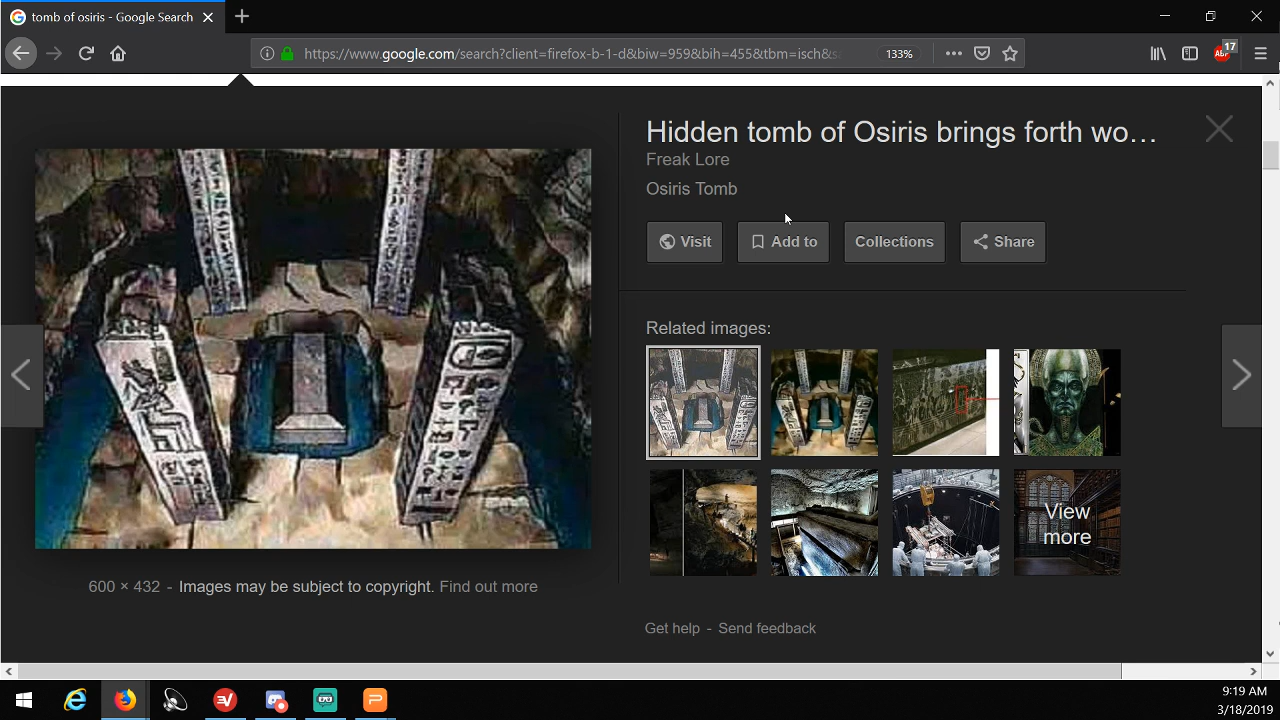 tomb of osiris - Google Search
https://www.google.com/search?client=firefox-b-1-d&biw=959&bih=455&tbm=isch&s
133%
17
ABP
Hidden tomb of Osiris brings forth wo...
Freak Lore
Osiris Tomb
Visit
Add to
Collections
Share
Related images:
View
more
600 × 432 - Images may be subject to copyright. Find out more
Get help - Send feedback
9:19 AM
3/18/2019